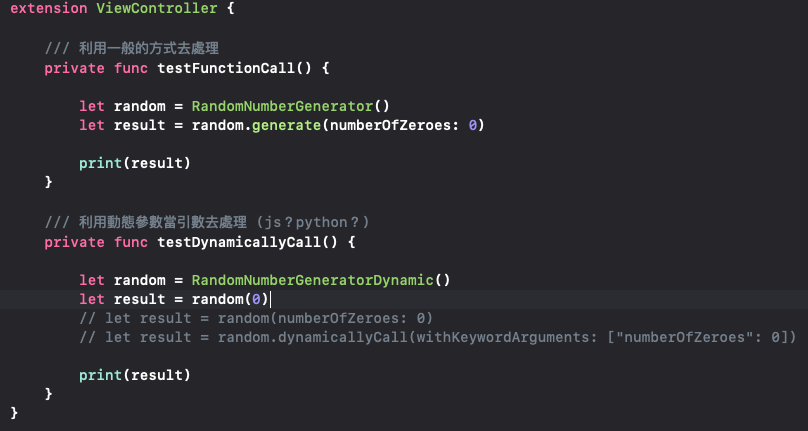 extension ViewController {
/// 利用一般的方式去處理
private func testFunctionCall() {
let random = RandomNumberGenerator()
let result = random.generate(numberOfZeroes: 0)
print(result)
}
/// 利用動態參數當引數去處理 (js？python？)
private func testDynamicallyCall() {
let random = RandomNumberGeneratorDynamic()
let result = random(0)
// let result = random(numberOfZeroes: 0)
// let result = random.dynamicallyCall(withKeywordArguments: ["numberOfZeroes": 0])
print(result)
}
}